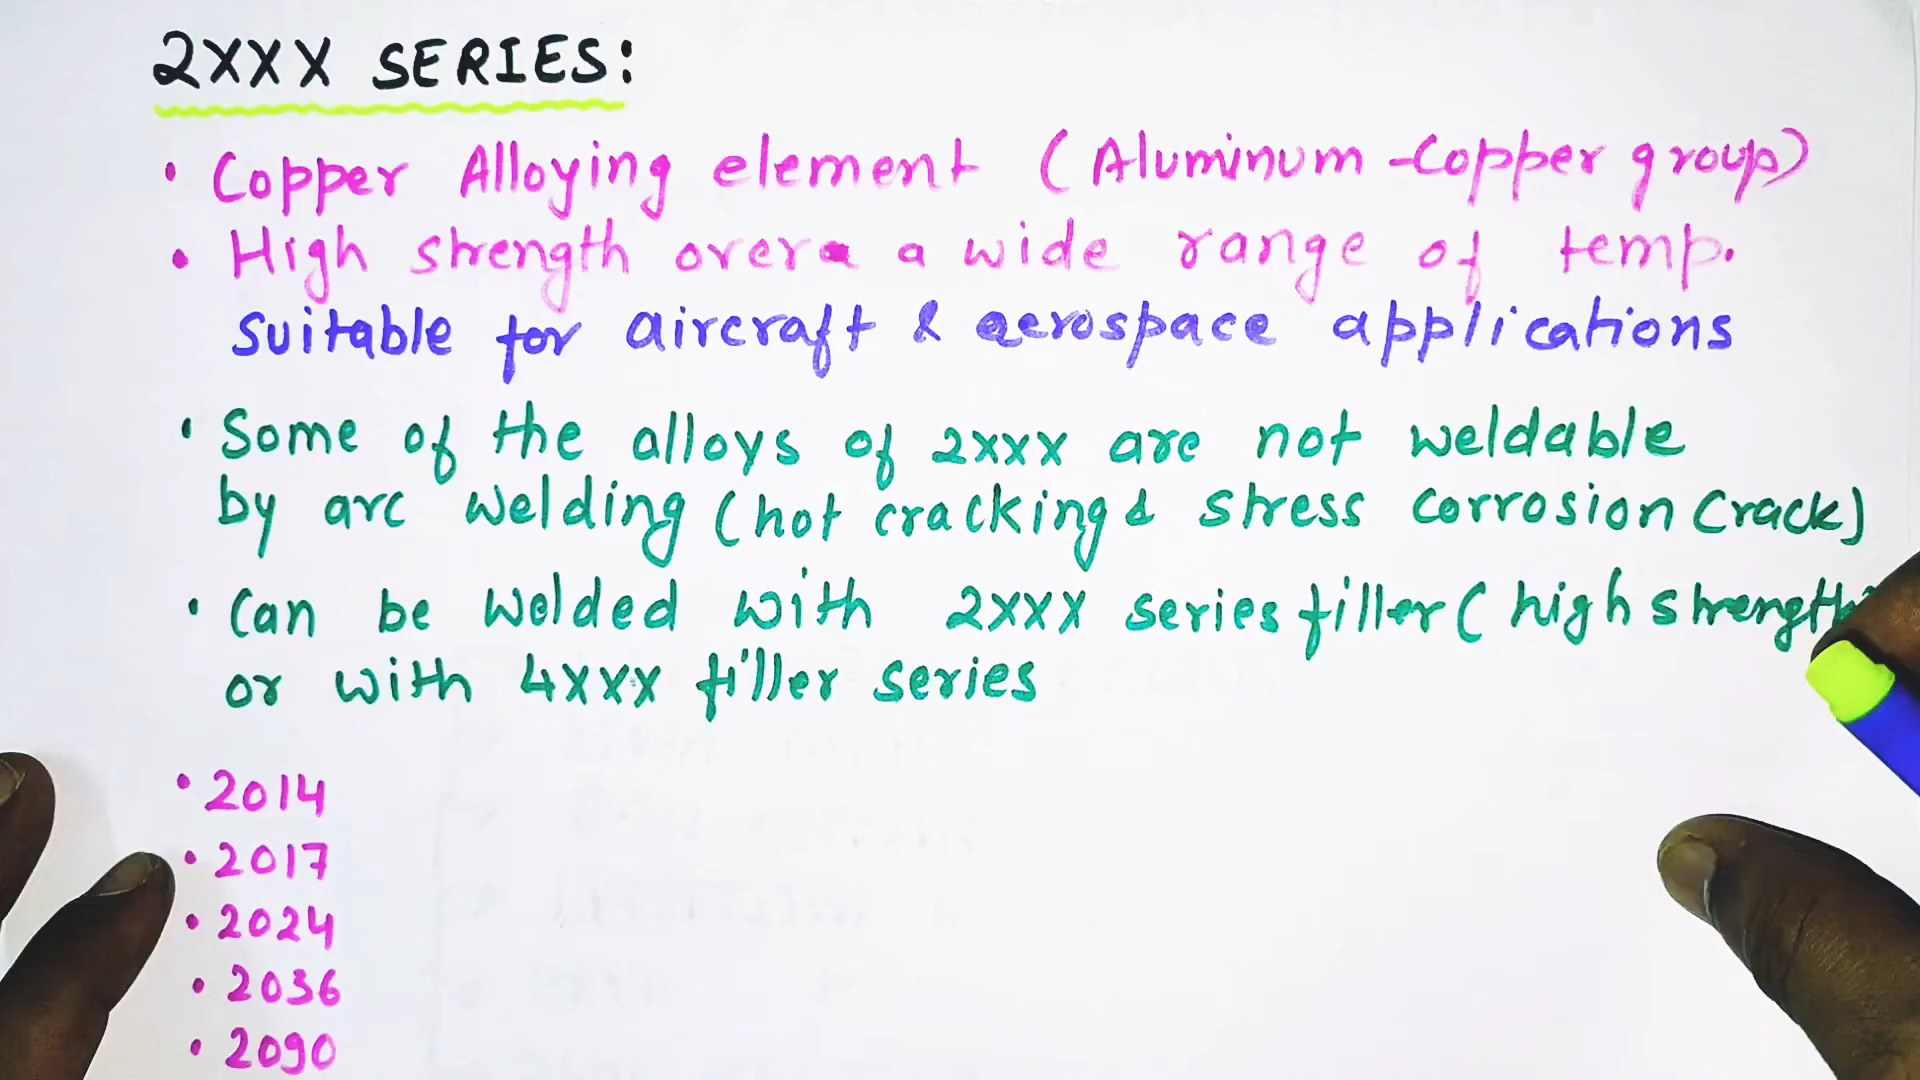 2XXX SERIES:
• Copper Alloying element (Aluminum-Copper group)
• High strength over a wide range of temp.
suitable for aircraft & aerospace applications
• Some of the alloys of 2xxx are not weldable
by arc welding (hot cracking & stress corrosion crack)
• Can be welded with 2XXX series filler (high strength
or with 4XXX filler series
• 2014
• 2017
• 2024
• 2036
• 2090